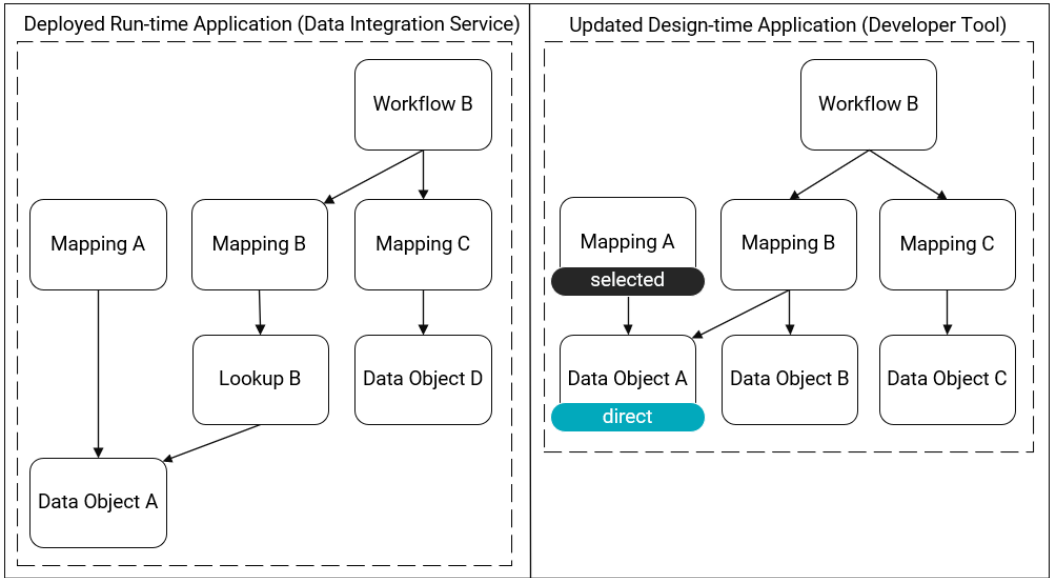 Deployed Run-time Application (Data Integration Service)
Workflow B
Mapping A
Mapping B
Mapping C
Lookup B
Data Object D
Data Object A
Updated Design-time Application (Developer Tool)
Workflow B
Mapping A
selected
Mapping B
Mapping C
Data Object A
direct
Data Object B
Data Object C